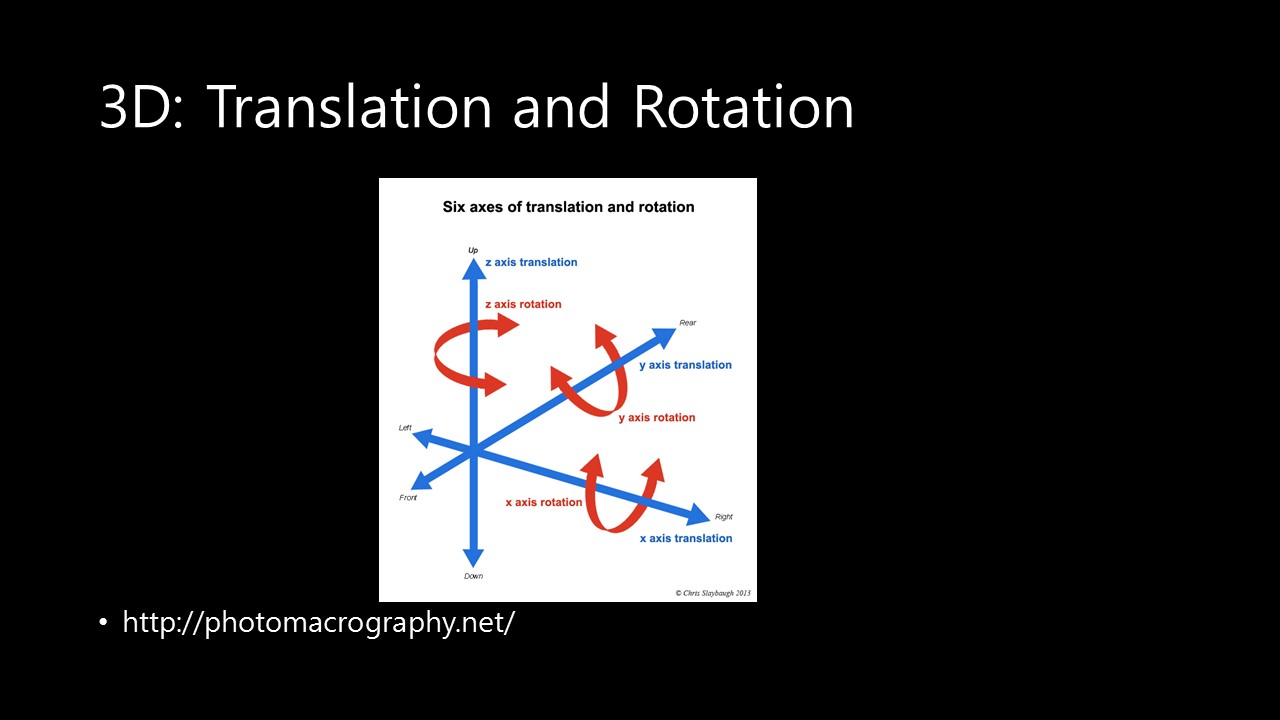 3D: Translation and Rotation
Six axes of translation and rotation
Up
z axis translation
z axis rotation
Rear
y axis translation
y axis rotation
Left
Front
x axis rotation
Right
x axis translation
Down
© Chris Slaybaugh 2013
• http://photomacrography.net/